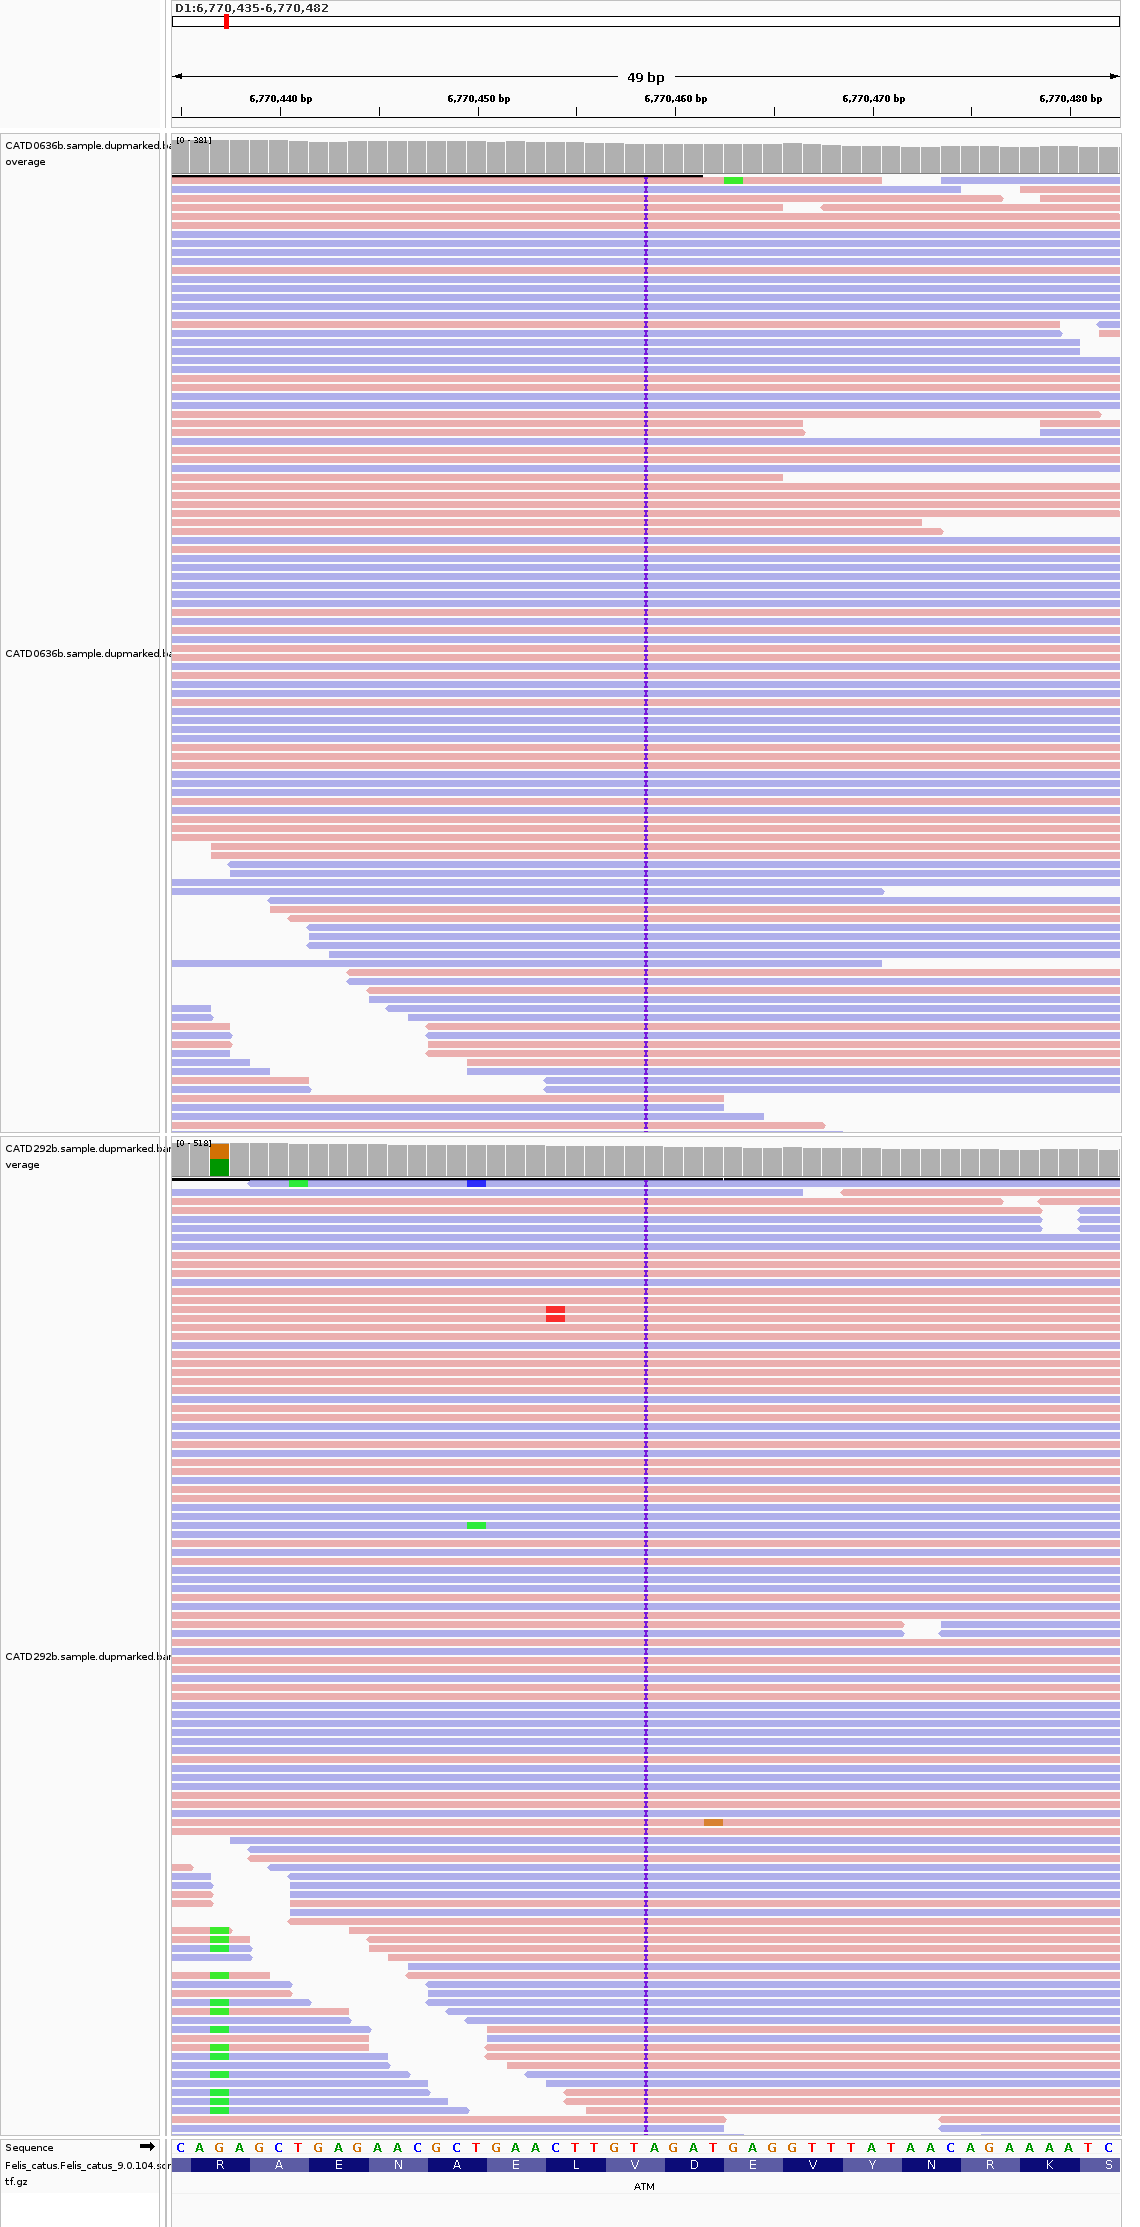 D1:6,770,435-6,770,482
49 bp
6,770,440 bp 6,770,450 bp 6,770,460 bp 6,770,470 bp 6,770,480 bp
CATD0636b.sample.dupmarked.ba
overage
[0 - 381]
CATD0636b.sample.dupmarked.ba
CATD292b.sample.dupmarked.bar
verage
[0 - 518]
CATD292b.sample.dupmarked.bar
Sequence C A G A G C T G A G A A C G C T G A A C T T G T A G A T G A G G T T T A T A A C A G A A A A T C
Felis_catus.Felis_catus_9.0.104.sor R A E N A E L V D E V Y N R K S
tf.gz
ATM